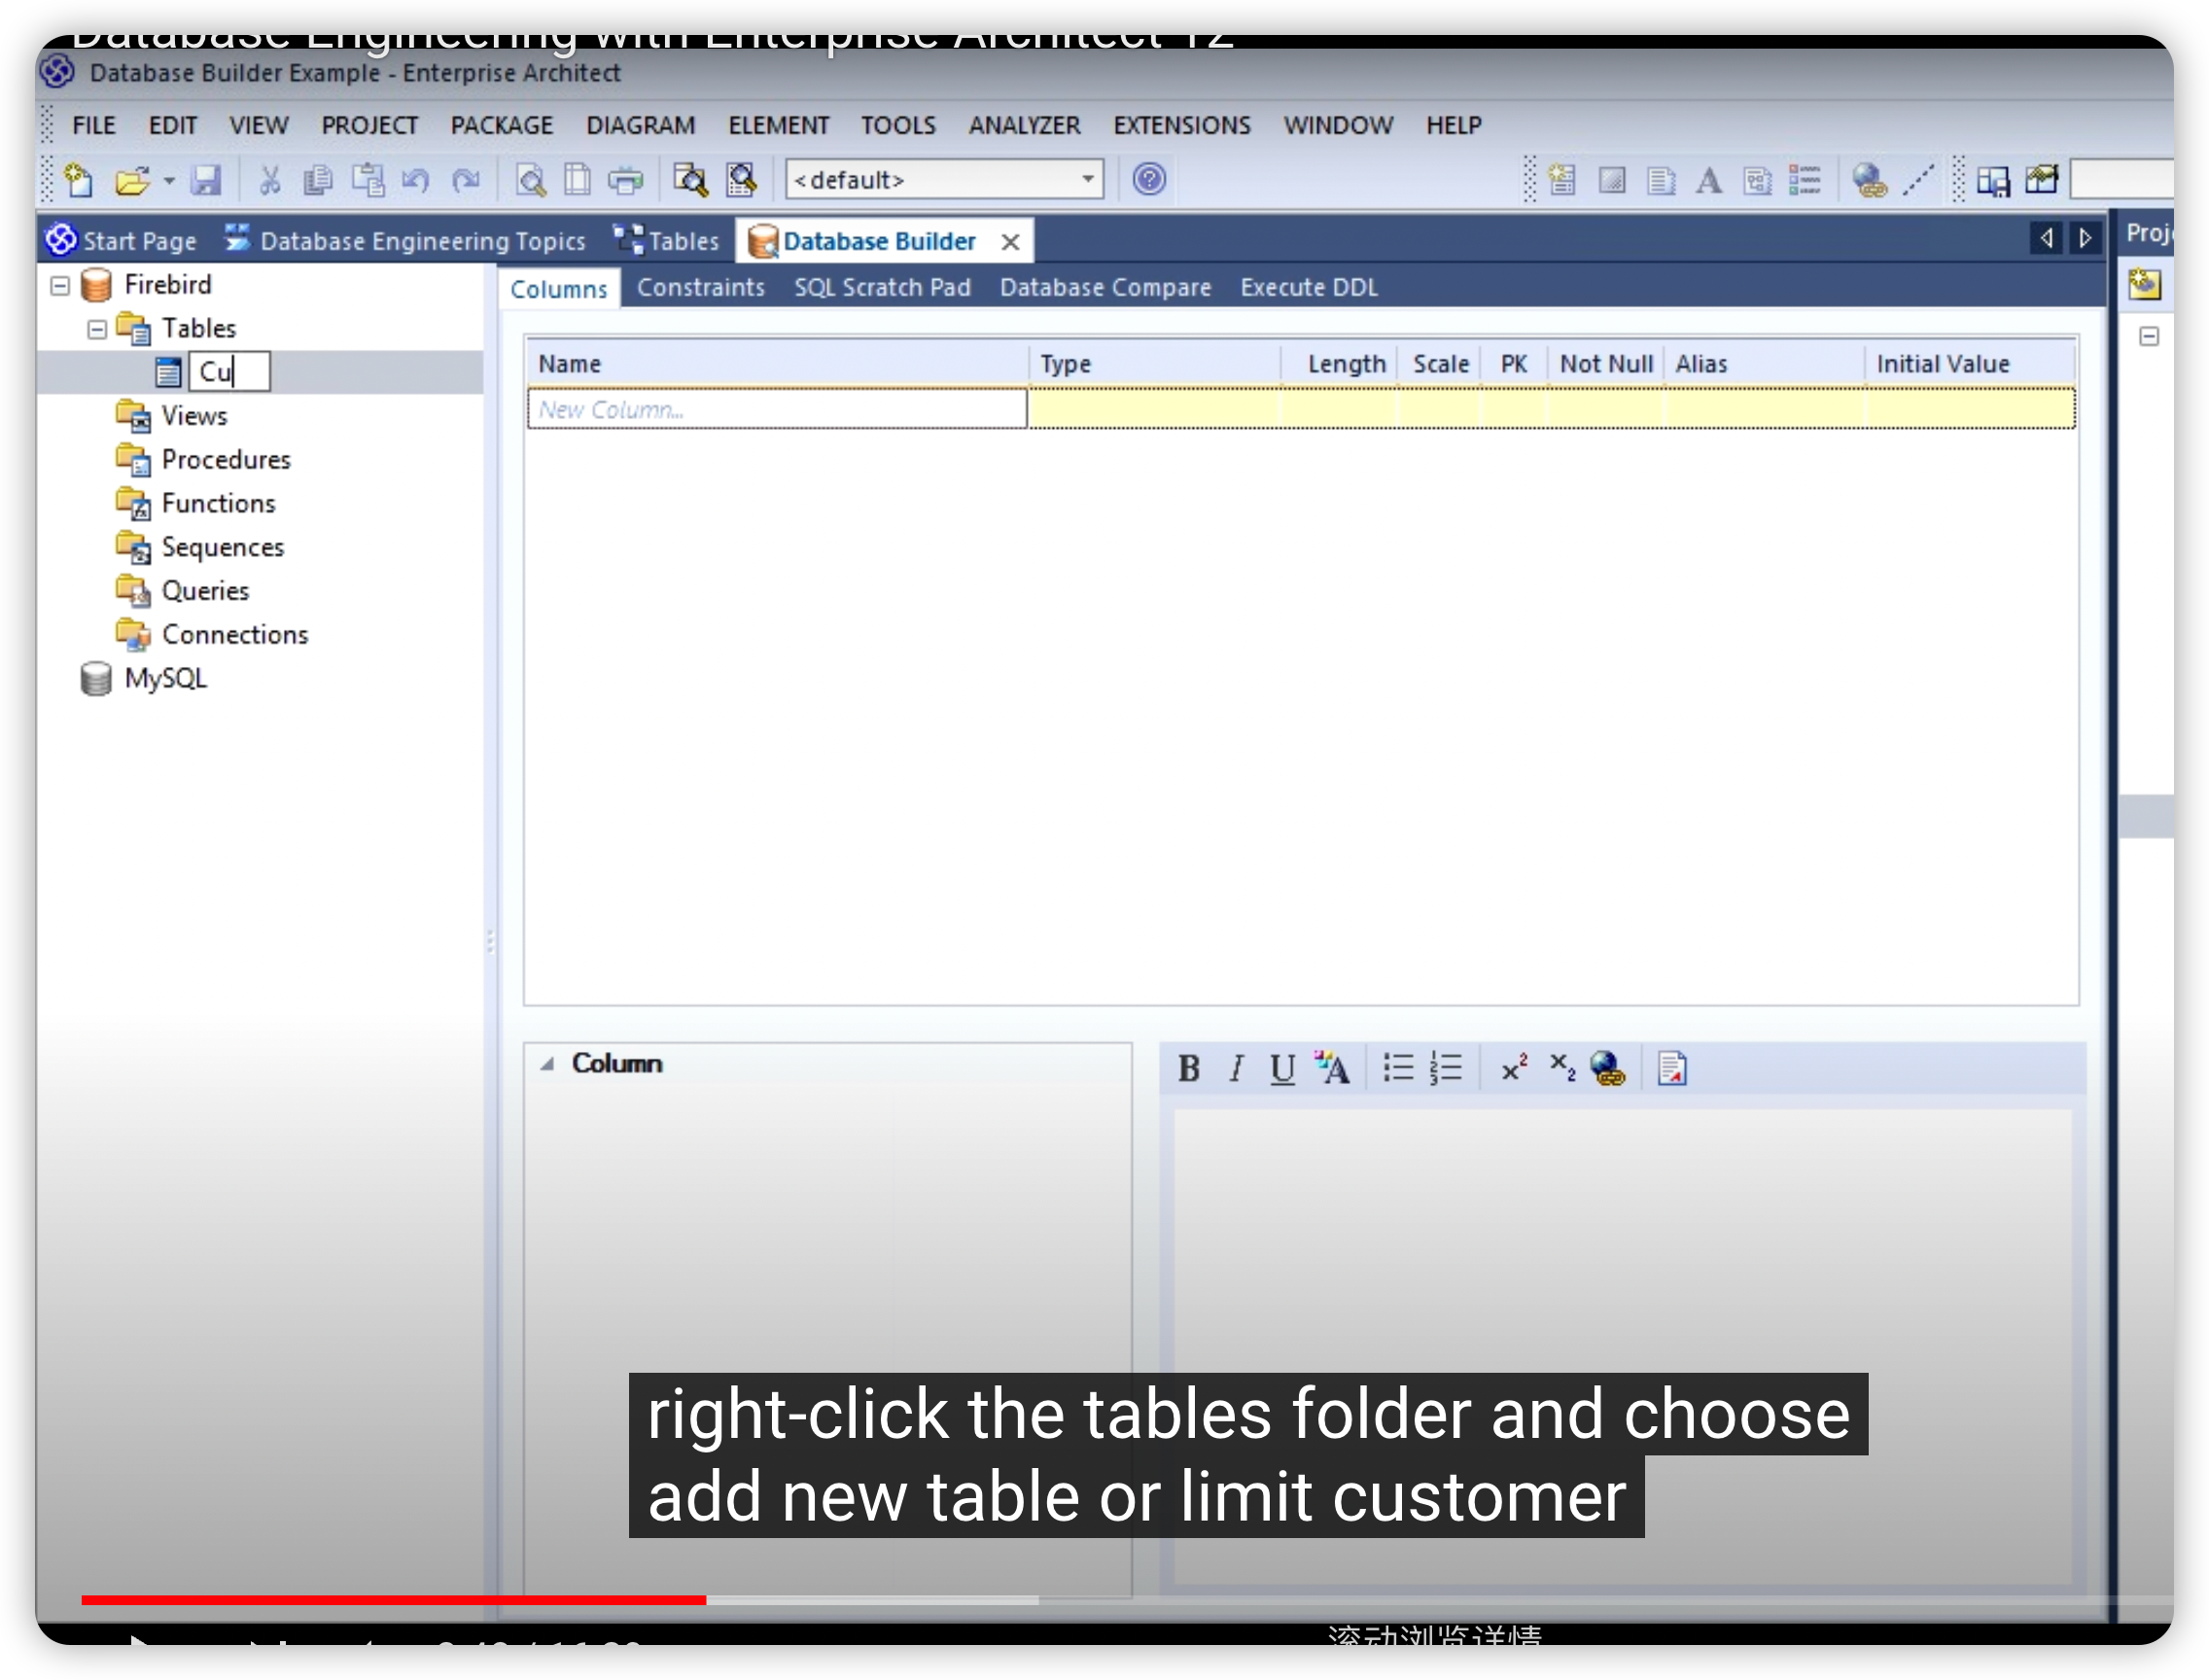 Database Engineering with Enterprise Architect 12
Database Builder Example - Enterprise Architect
FILE EDIT VIEW PROJECT PACKAGE DIAGRAM ELEMENT TOOLS ANALYZER EXTENSIONS WINDOW HELP
<default>
Start Page Database Engineering Topics Tables Database Builder
Proj
Firebird
Tables
Cu
Views
Procedures
Functions
Sequences
Queries
Connections
MySQL
Columns Constraints SQL Scratch Pad Database Compare Execute DDL
Name Type Length Scale PK Not Null Alias Initial Value
New Column...
Column
B I U A x² x₂
right-click the tables folder and choose
add new table or limit customer
滚动浏览详情